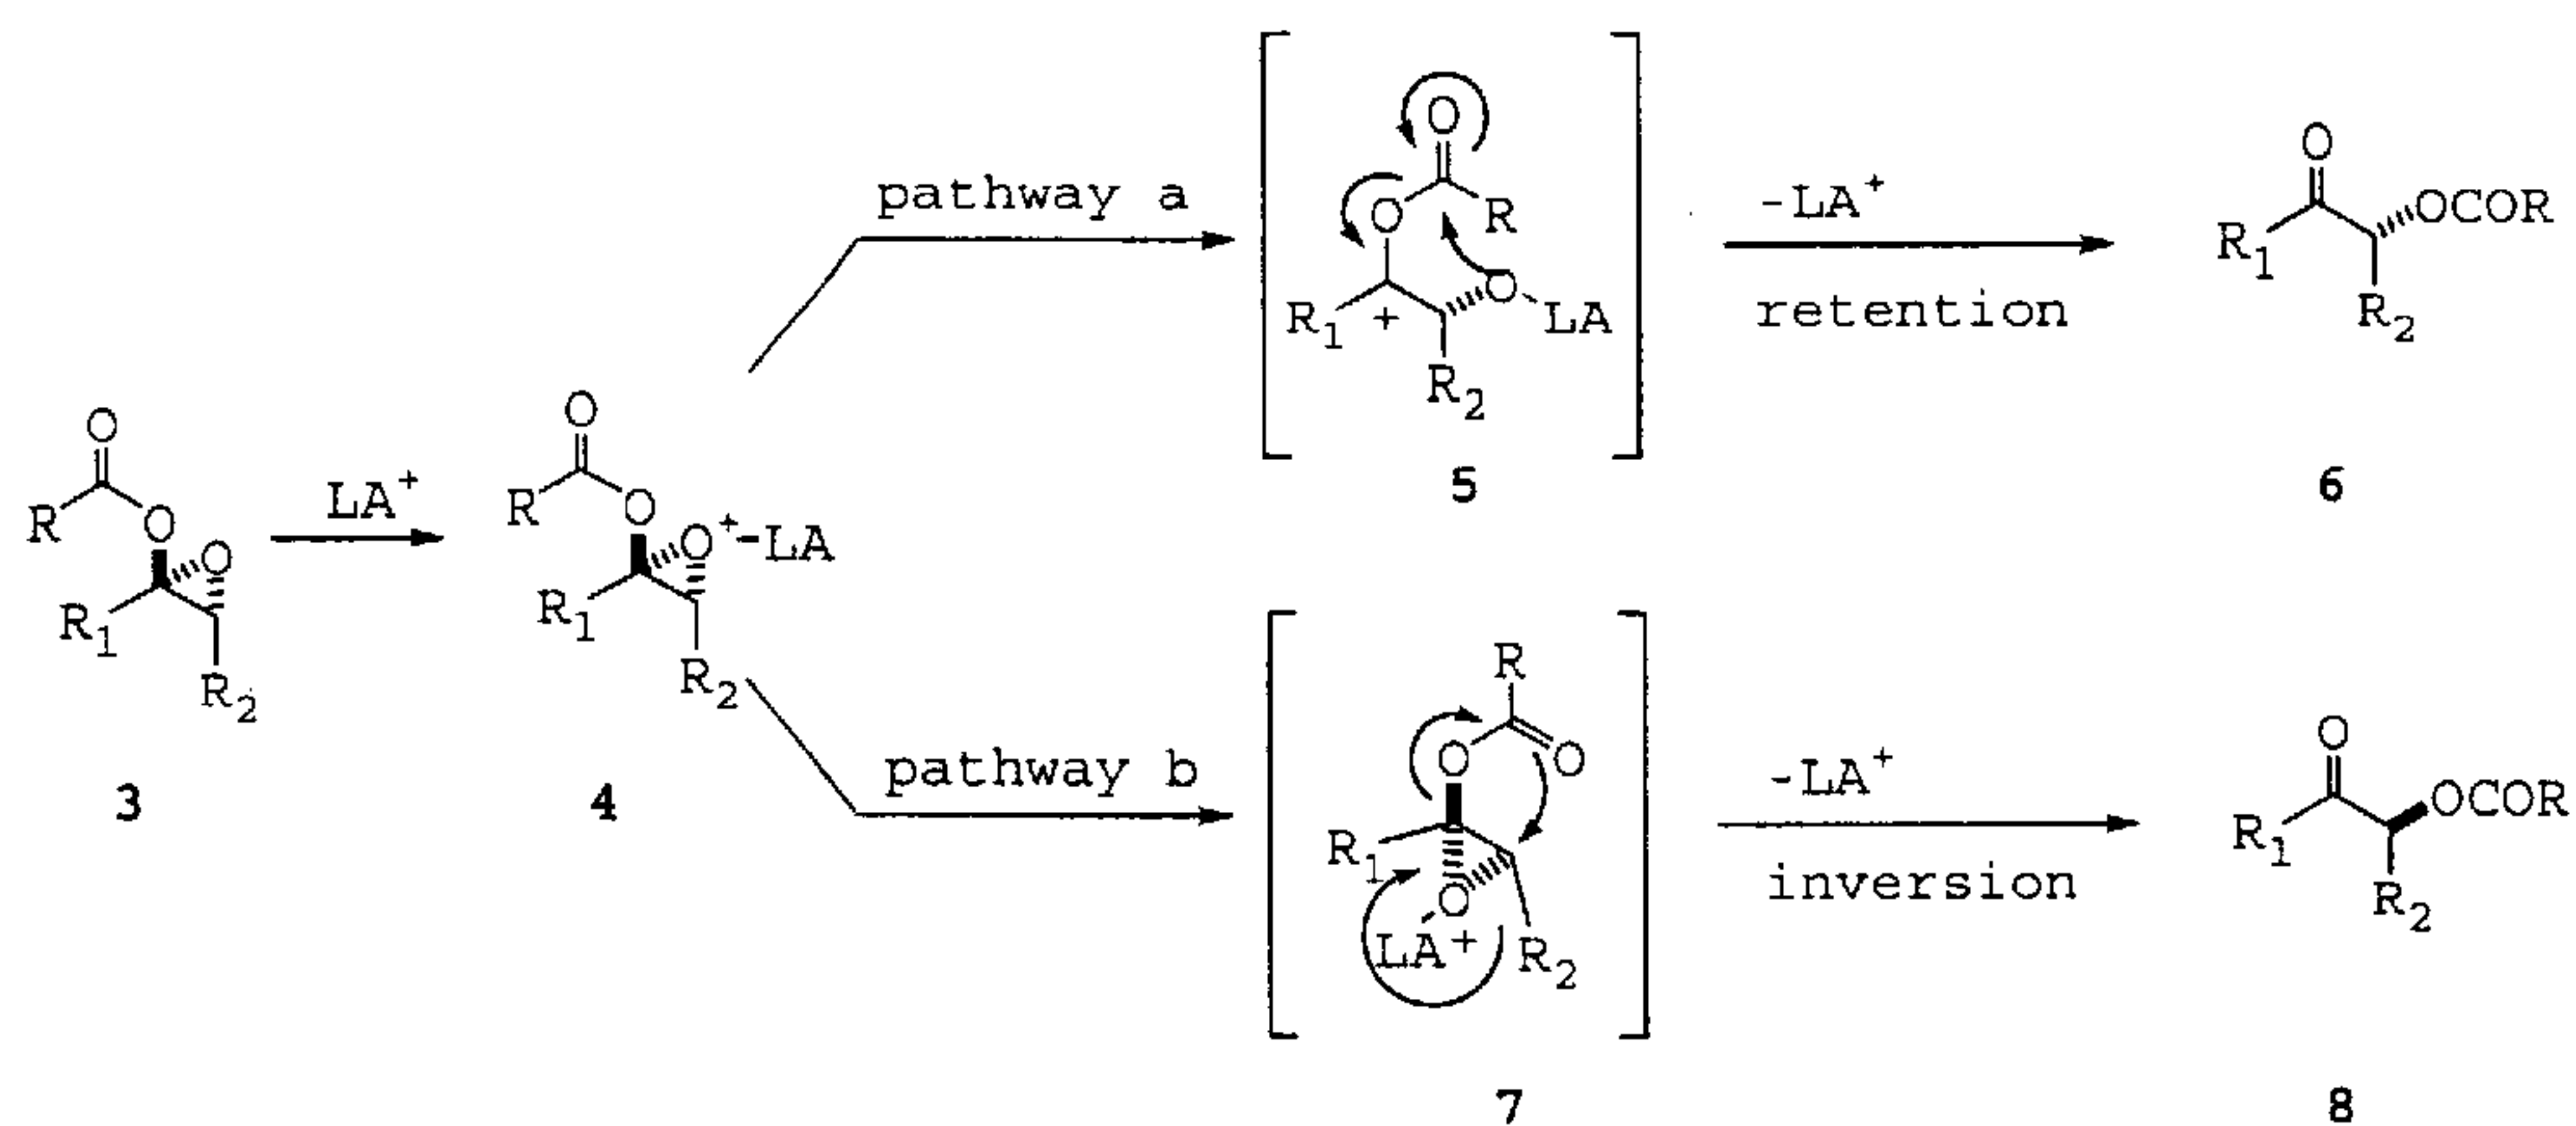 O
R
O
O
R1
R2
3
LA+
O
R
O
O+-LA
R1
R2
4
pathway a
O
O
R
R1
+
O
LA
R2
5
-LA+
retention
O
R1
OCOR
R2
6
pathway b
R
O
O
R1
O
LA+
R2
7
-LA+
inversion
O
R1
OCOR
R2
8